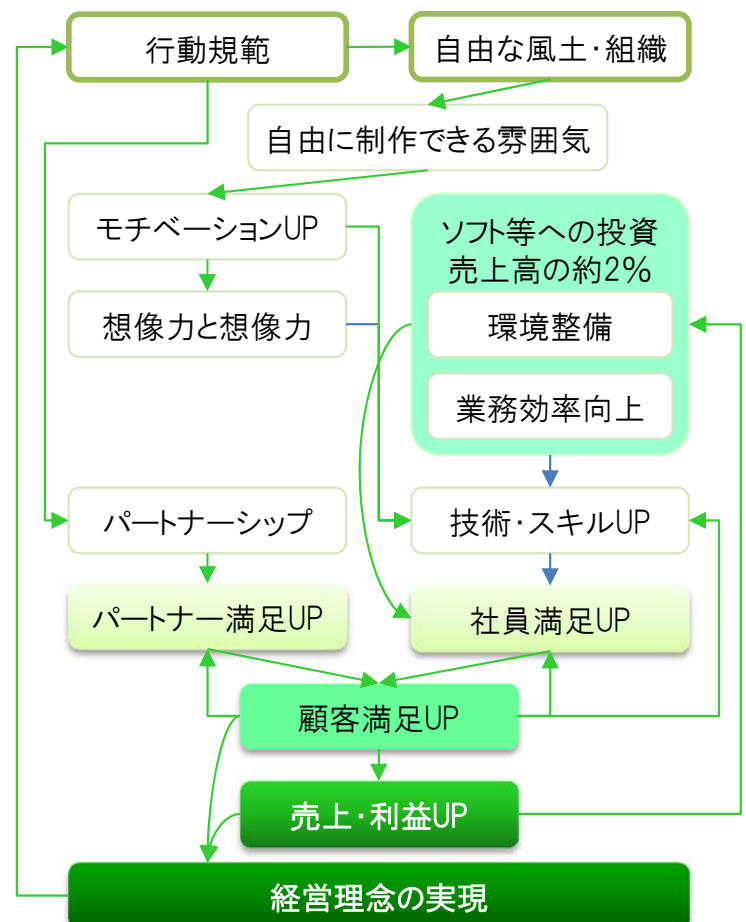 行動規範
自由な風土・組織
自由に制作できる雰囲気
モチベーションUP
ソフト等への投資
売上高の約2%
想像力と想像力
環境整備
業務効率向上
パートナーシップ
技術・スキルUP
パートナー満足UP
社員満足UP
顧客満足UP
売上・利益UP
経営理念の実現